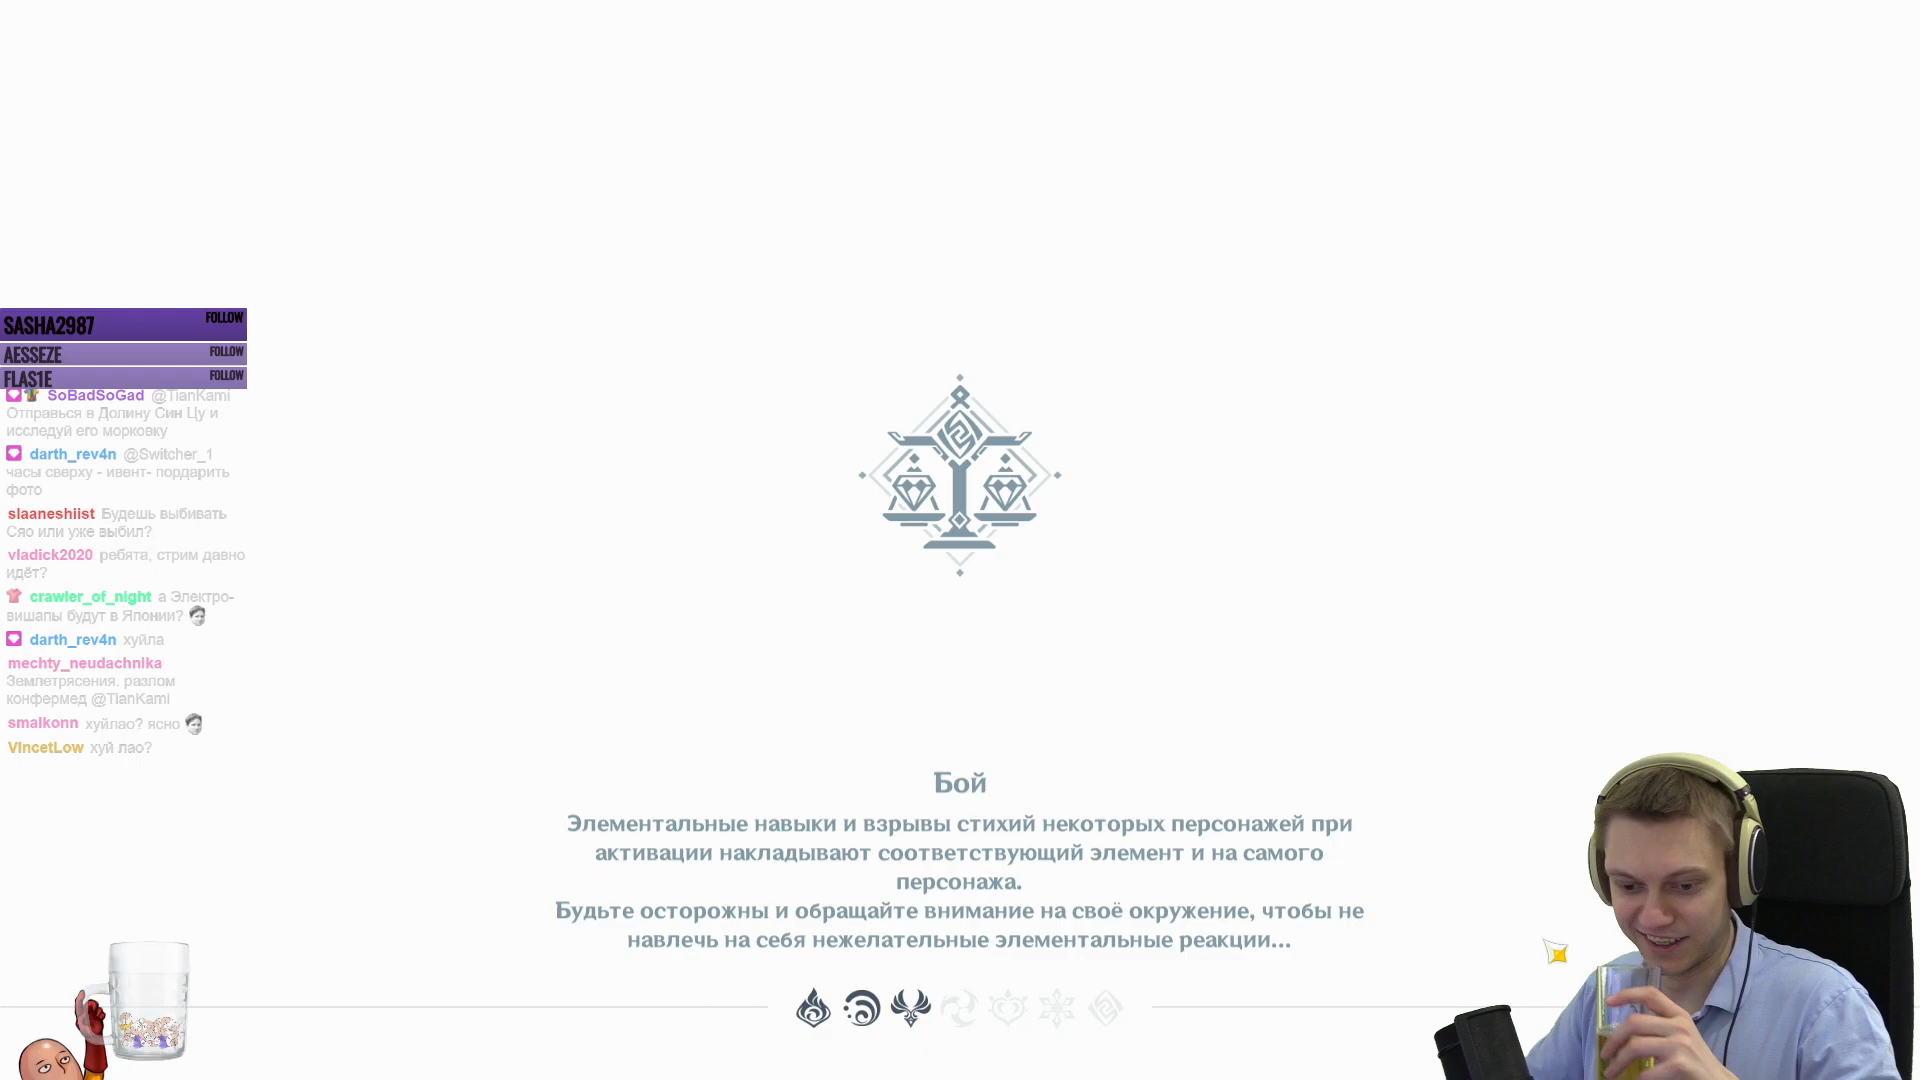 SASHA2987 FOLLOW
AESSEZE FOLLOW
FLAS1E FOLLOW
SoBadSoGad @TianKami
Отправься в Долину Син Цу и
исследуй его морковку
darth_rev4n @Switcher_1
часы сверху - ивент- пордарить
фото
slaaneshiist Будешь выбивать
Сяо или уже выбил?
vladick2020 ребята, стрим давно
идёт?
crawler_of_night а Электро-
вишапы будут в Японии?
darth_rev4n хуйла
mechty_neudachnika
Землетрясения. разлом
конфермед @TianKami
smalkonn хуйлао? ясно
VincetLow хуй лао?
Бой
Элементальные навыки и взрывы стихий некоторых персонажей при
активации накладывают соответствующий элемент и на самого
персонажа.
Будьте осторожны и обращайте внимание на своё окружение, чтобы не
навлечь на себя нежелательные элементальные реакции...